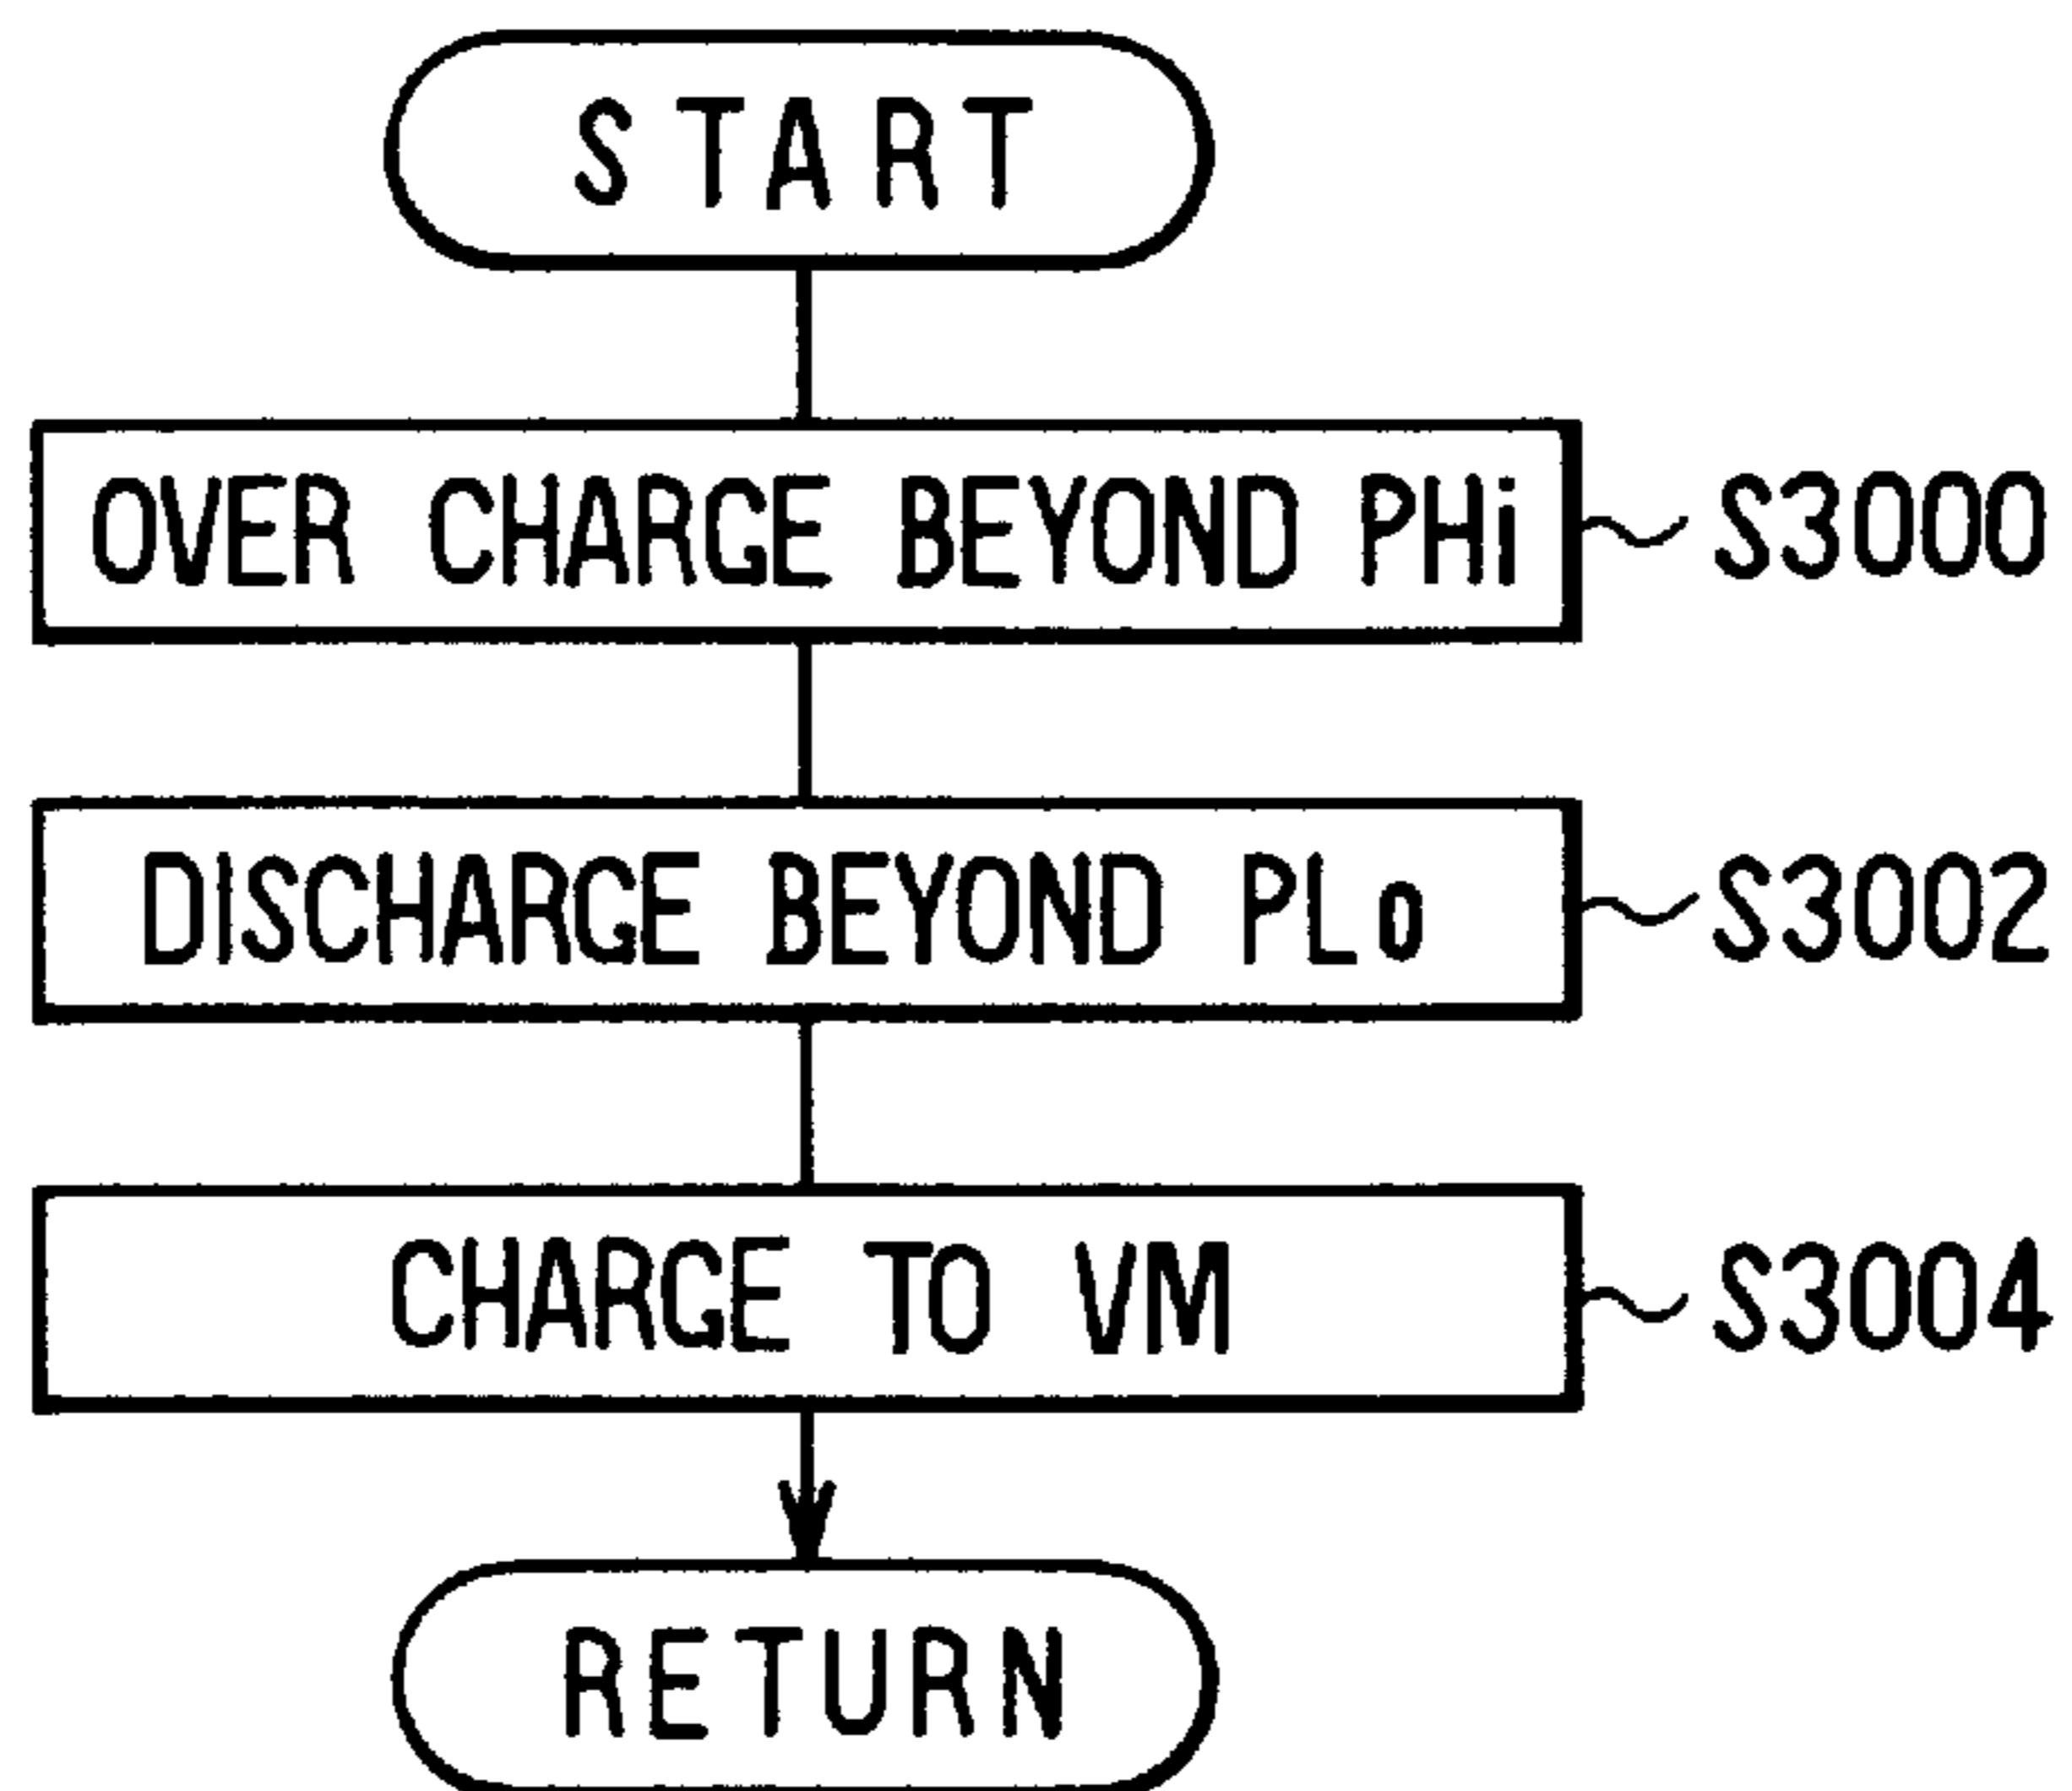 START
OVER CHARGE BEYOND PHi S3000
DISCHARGE BEYOND PLo S3002
CHARGE TO VM S3004
RETURN